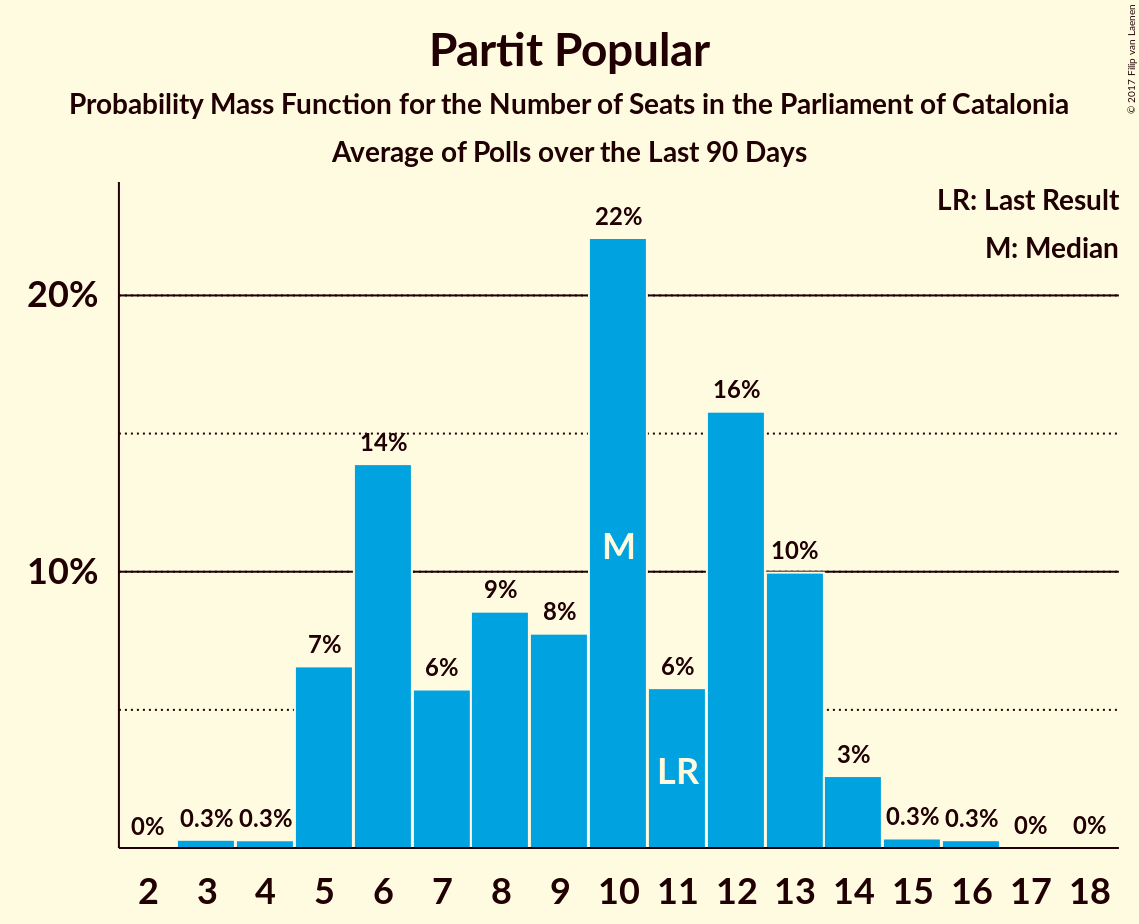 Partit Popular
Probability Mass Function for the Number of Seats in the Parliament of Catalonia
Average of Polls over the Last 90 Days
© 2017 Filip van Laenen
LR: Last Result
M: Median
20%
10%
0% 0.3% 0.3% 7% 14% 6% 9% 8% 22% 6% 16% 10% 3% 0.3% 0.3% 0% 0%
M
LR
2 3 4 5 6 7 8 9 10 11 12 13 14 15 16 17 18